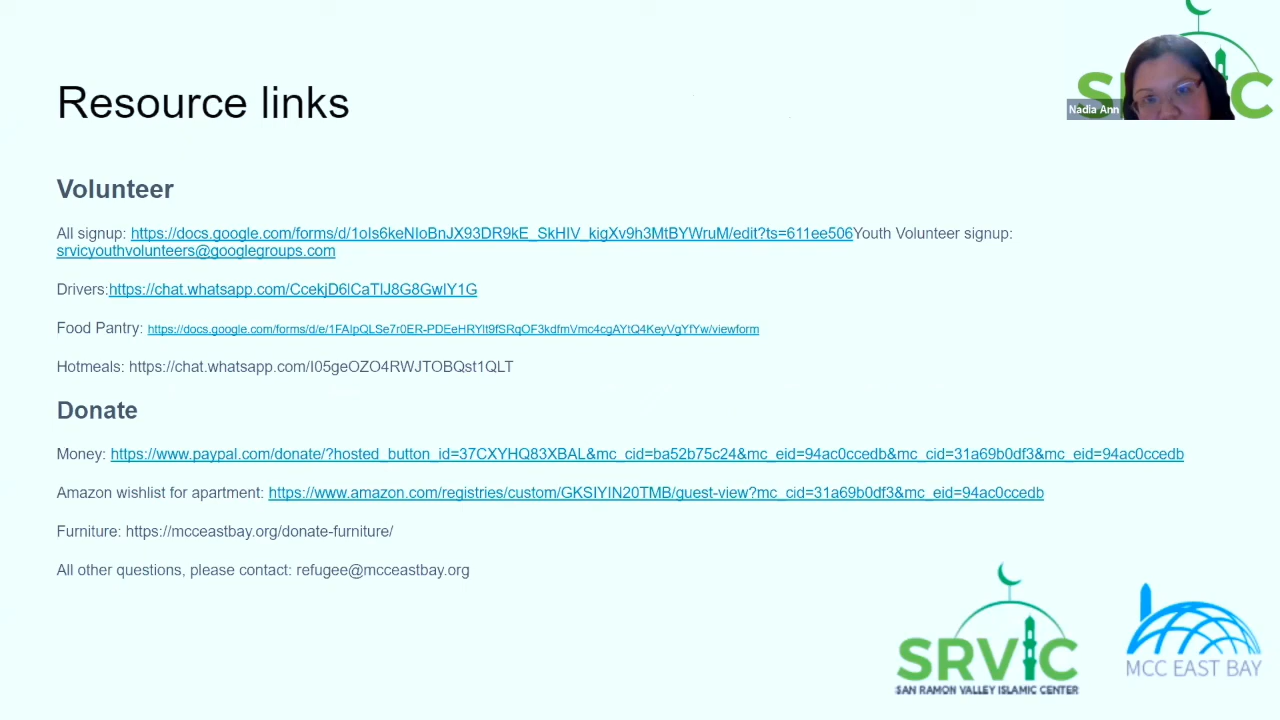 SRVIC
Nadia Ann
Resource links
Volunteer
All signup: https://docs.google.com/forms/d/1oIs6keNIoBnJX93DR9kE_SkHIV_kigXv9h3MtBYWruM/edit?ts=611ee506Youth Volunteer signup:
srvicyouthvolunteers@googlegroups.com
Drivers:https://chat.whatsapp.com/CcekjD6lCaTIJ8G8GwIY1G
Food Pantry: https://docs.google.com/forms/d/e/1FAIpQLSe7r0ER-PDEeHRYlt9fSRqOF3kdfmVmc4cgAYtQ4KeyVgYfYw/viewform
Hotmeals: https://chat.whatsapp.com/I05geOZO4RWJTOBQst1QLT
Donate
Money: https://www.paypal.com/donate/?hosted_button_id=37CXYHQ83XBAL&mc_cid=ba52b75c24&mc_eid=94ac0ccedb&mc_cid=31a69b0df3&mc_eid=94ac0ccedb
Amazon wishlist for apartment: https://www.amazon.com/registries/custom/GKSIYIN20TMB/guest-view?mc_cid=31a69b0df3&mc_eid=94ac0ccedb
Furniture: https://mcceastbay.org/donate-furniture/
All other questions, please contact: refugee@mcceastbay.org
SRVIC
SAN RAMON VALLEY ISLAMIC CENTER
MCC EAST BAY